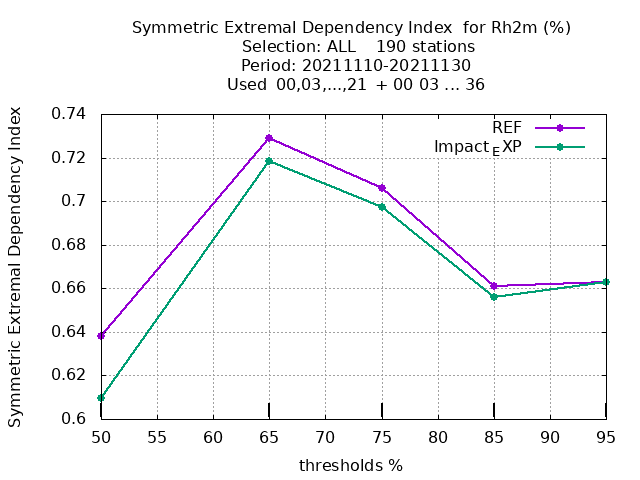 Symmetric Extremal Dependency Index for Rh2m (%)
Selection: ALL 190 stations
Period: 20211110-20211130
Used 00,03,...,21 + 00 03 ... 36
Symmetric Extremal Dependency Index
0.74
0.72
0.7
0.68
0.66
0.64
0.62
0.6
REF
Impact_EXP
50 55 60 65 70 75 80 85 90 95
thresholds %